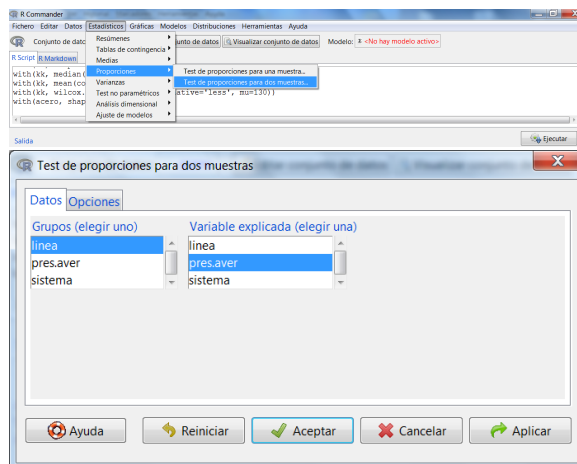 R Commander
Fichero Editar Datos Estadísticos Gráficas Modelos Distribuciones Herramientas Ayuda
Conjunto de datc
unto de datos Visualizar conjunto de datos Modelo: Σ <No hay modelo activo>
Resúmenes
Tablas de contingencia
Medias
Proporciones
Varianzas
Test no paramétricos
Análisis dimensional
Ajuste de modelos
Test de proporciones para una muestra...
Test de proporciones para dos muestras...
R Script R Markdown
with(kk, median(
with(kk, mean(co
with(kk, wilcox. ative='less', mu=130))
with(acero, shap
Salida
Ejecutar
Test de proporciones para dos muestras
Datos Opciones
Grupos (elegir uno) Variable explicada (elegir una)
linea linea
pres.aver pres.aver
sistema sistema
Ayuda Reiniciar Aceptar Cancelar Aplicar